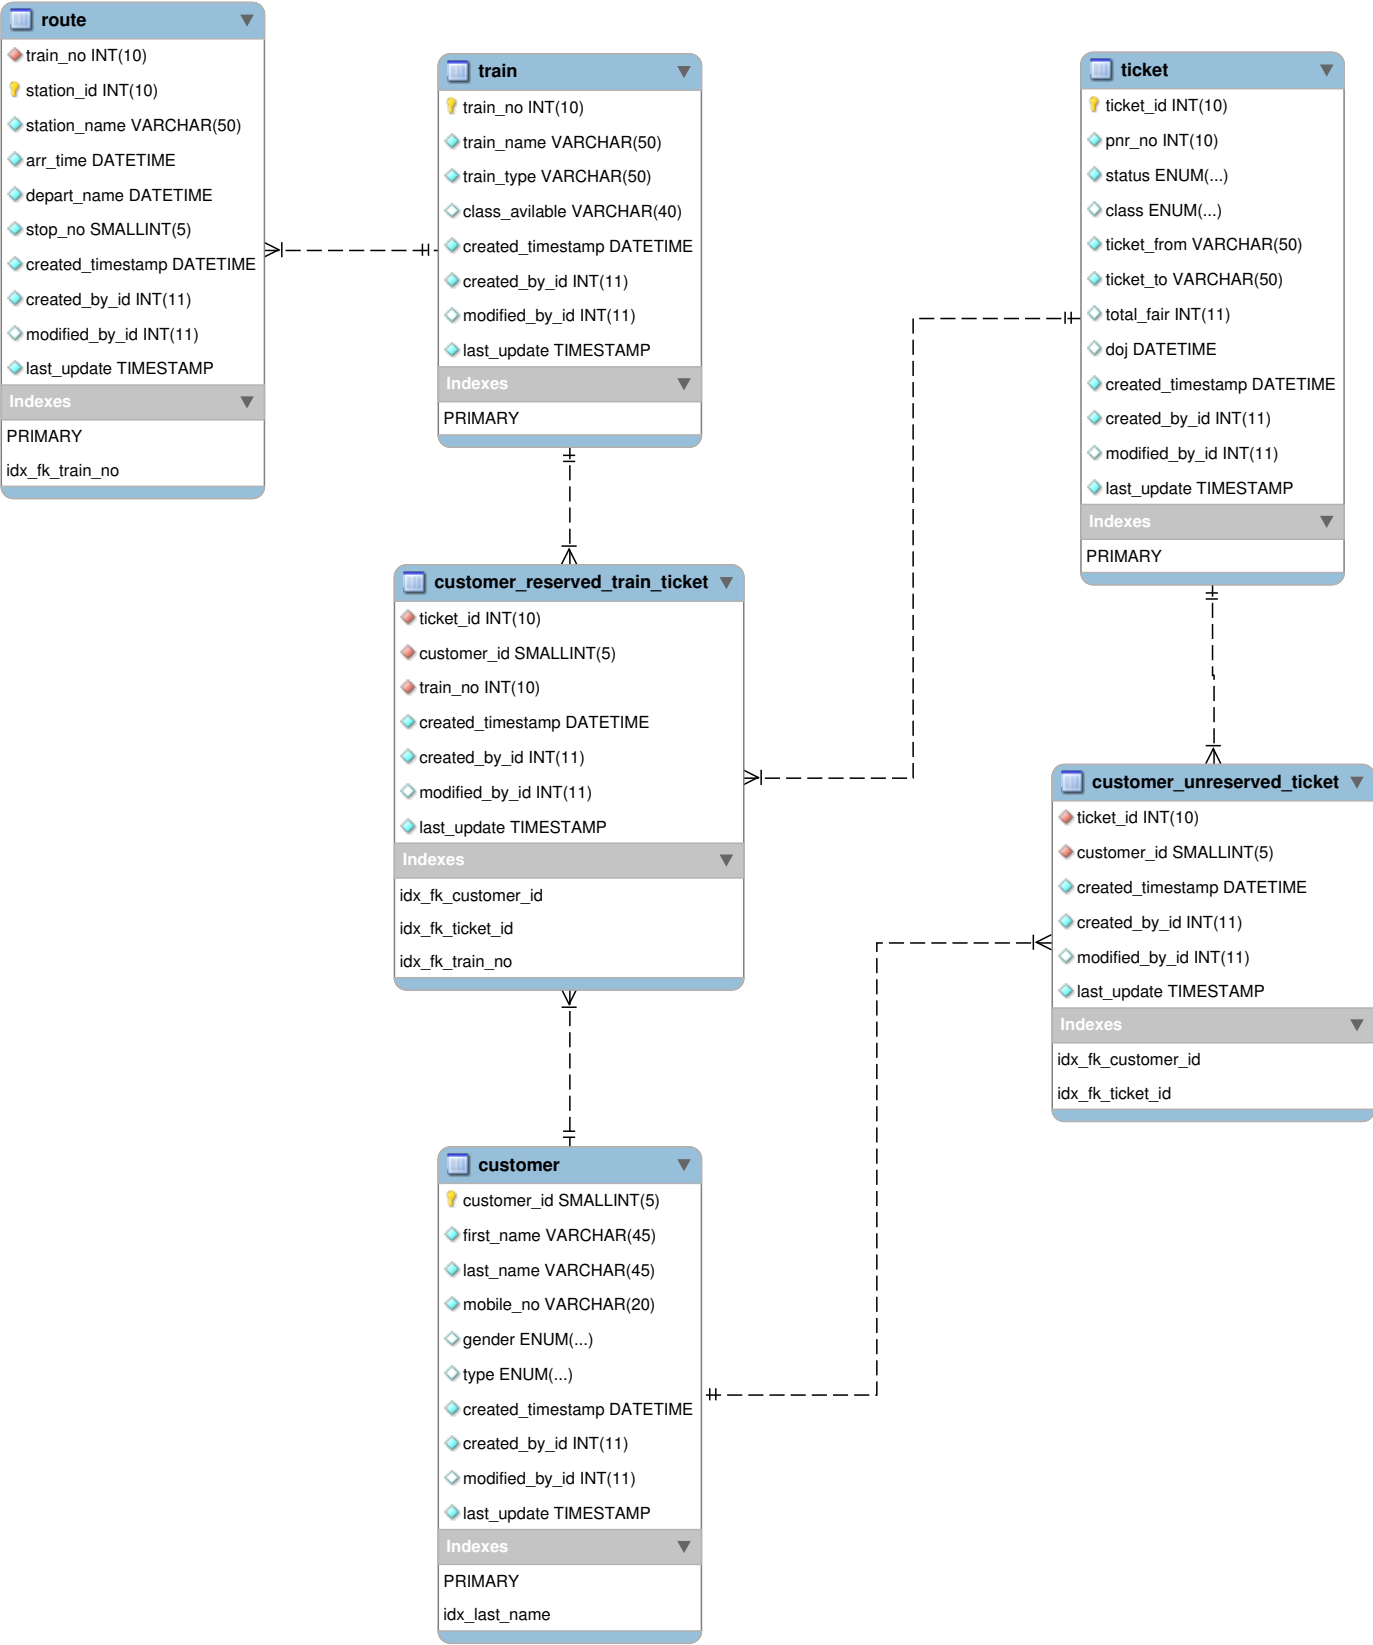 route
train_no INT(10)
station_id INT(10)
station_name VARCHAR(50)
arr_time DATETIME
depart_name DATETIME
stop_no SMALLINT(5)
created_timestamp DATETIME
created_by_id INT(11)
modified_by_id INT(11)
last_update TIMESTAMP
Indexes
PRIMARY
idx_fk_train_no
train
train_no INT(10)
train_name VARCHAR(50)
train_type VARCHAR(50)
class_avilable VARCHAR(40)
created_timestamp DATETIME
created_by_id INT(11)
modified_by_id INT(11)
last_update TIMESTAMP
Indexes
PRIMARY
ticket
ticket_id INT(10)
pnr_no INT(10)
status ENUM(...)
class ENUM(...)
ticket_from VARCHAR(50)
ticket_to VARCHAR(50)
total_fair INT(11)
doj DATETIME
created_timestamp DATETIME
created_by_id INT(11)
modified_by_id INT(11)
last_update TIMESTAMP
Indexes
PRIMARY
customer_reserved_train_ticket
ticket_id INT(10)
customer_id SMALLINT(5)
train_no INT(10)
created_timestamp DATETIME
created_by_id INT(11)
modified_by_id INT(11)
last_update TIMESTAMP
Indexes
idx_fk_customer_id
idx_fk_ticket_id
idx_fk_train_no
customer_unreserved_ticket
ticket_id INT(10)
customer_id SMALLINT(5)
created_timestamp DATETIME
created_by_id INT(11)
modified_by_id INT(11)
last_update TIMESTAMP
Indexes
idx_fk_customer_id
idx_fk_ticket_id
customer
customer_id SMALLINT(5)
first_name VARCHAR(45)
last_name VARCHAR(45)
mobile_no VARCHAR(20)
gender ENUM(...)
type ENUM(...)
created_timestamp DATETIME
created_by_id INT(11)
modified_by_id INT(11)
last_update TIMESTAMP
Indexes
PRIMARY
idx_last_name